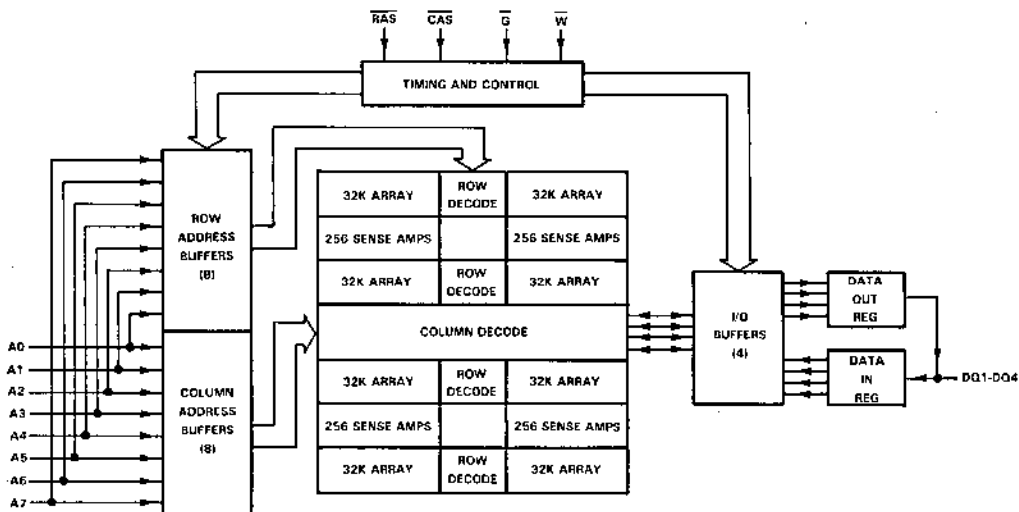 RAS CAS G W
TIMING AND CONTROL
ROW
ADDRESS
BUFFERS
(8)
32K ARRAY ROW DECODE 32K ARRAY
256 SENSE AMPS 256 SENSE AMPS
32K ARRAY ROW DECODE 32K ARRAY
COLUMN DECODE
32K ARRAY ROW DECODE 32K ARRAY
256 SENSE AMPS 256 SENSE AMPS
32K ARRAY ROW DECODE 32K ARRAY
I/O
BUFFERS
(4)
DATA
OUT
REG
DATA
IN
REG
DQ1-DQ4
A0
A1
A2
A3
A4
A5
A6
A7
COLUMN
ADDRESS
BUFFERS
(8)